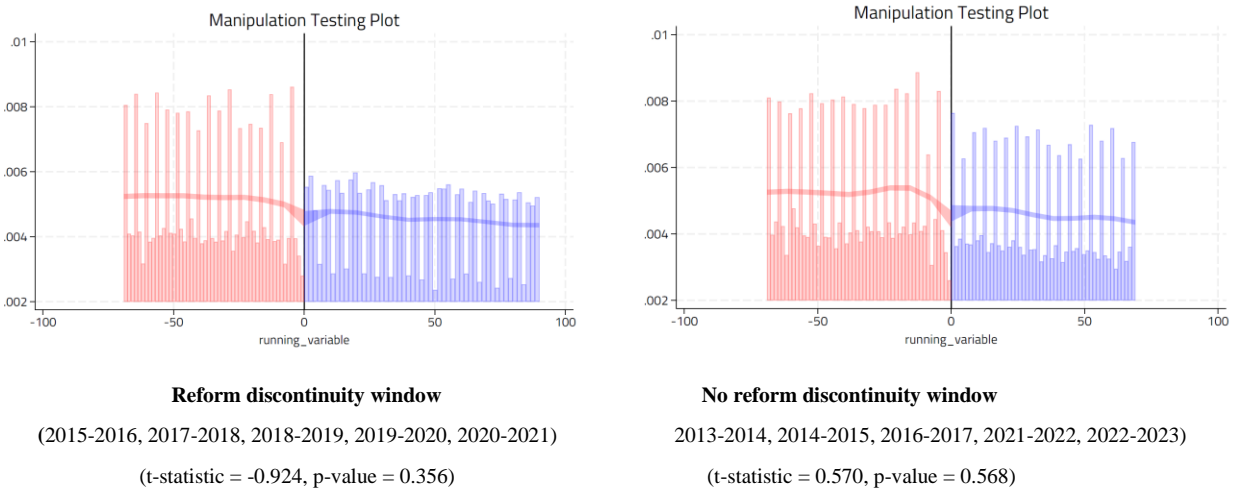 Manipulation Testing Plot
.01
.008
.006
.004
.002
-100
-50
0
50
100
running_variable
Reform discontinuity window
(2015-2016, 2017-2018, 2018-2019, 2019-2020, 2020-2021)
(t-statistic = -0.924, p-value = 0.356)
Manipulation Testing Plot
.01
.008
.006
.004
.002
-100
-50
0
50
100
running_variable
No reform discontinuity window
2013-2014, 2014-2015, 2016-2017, 2021-2022, 2022-2023)
(t-statistic = 0.570, p-value = 0.568)